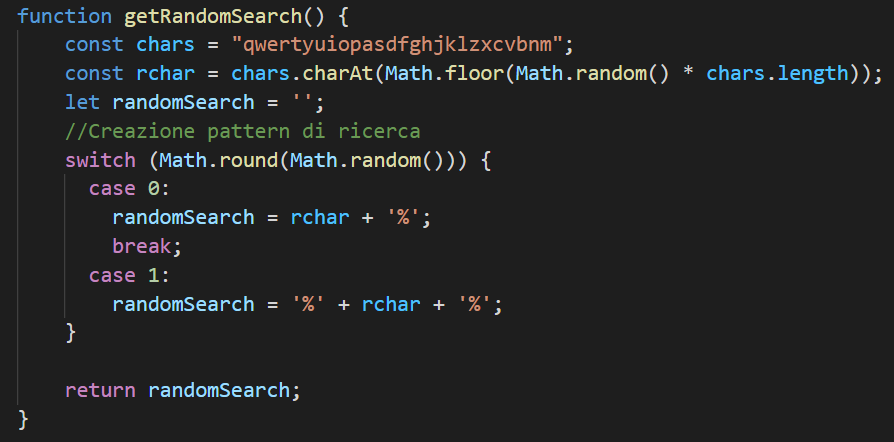 function getRandomSearch() {
    const chars = "qwertyuiopasdfghjklzxcvbnm";
    const rchar = chars.charAt(Math.floor(Math.random() * chars.length));
    let randomSearch = '';
    //Creazione pattern di ricerca
    switch (Math.round(Math.random())) {
      case 0:
        randomSearch = rchar + '%';
        break;
      case 1:
        randomSearch = '%' + rchar + '%';
    }

    return randomSearch;
}